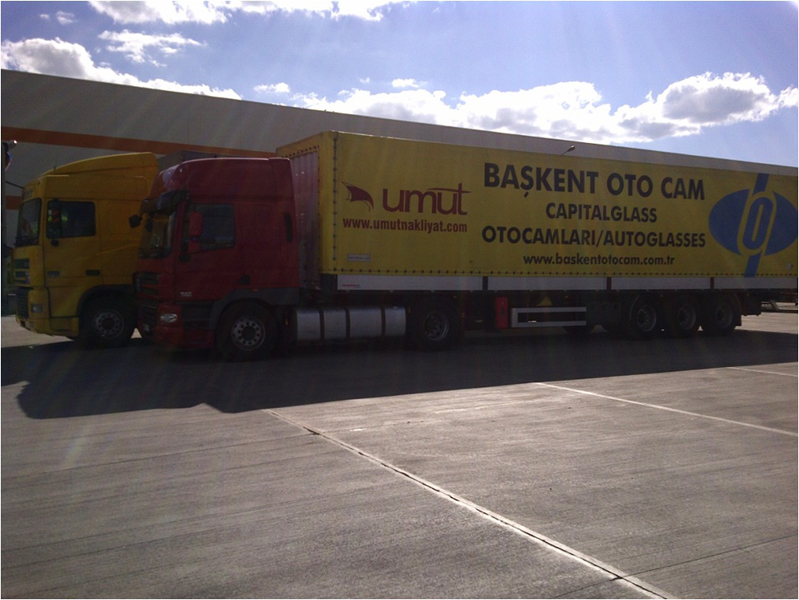 umut
www.umutnakliyat.com
BAŞKENT OTO CAM
CAPITALGLASS
OTOCAMLARI/AUTOGLASSES
www.baskentotocam.com.tr